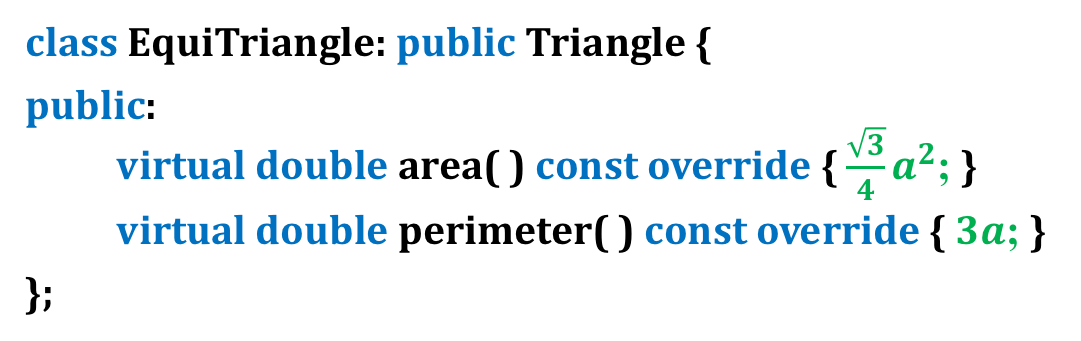 class EquiTriangle: public Triangle {
public:
virtual double area( ) const override { √3/4 a²; }
virtual double perimeter( ) const override { 3a; }
};